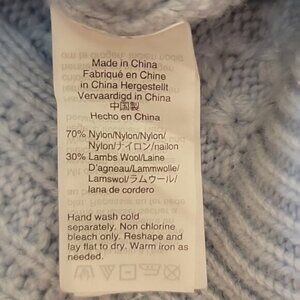 Made in China
Fabriqué en Chine
in China Hergestellt
Vervaardigd in China
中国製
Hecho en China
70% Nylon/Nylon/Nylon/
Nylon/ナイロン/nailon
30% Lambs Wool/Laine
D'agneau/Lammwolle/
Lamswol/ラムウール/
lana de cordero
Hand wash cold
separately. Non chlorine
bleach only. Reshape and
lay flat to dry. Warm iron as
needed.